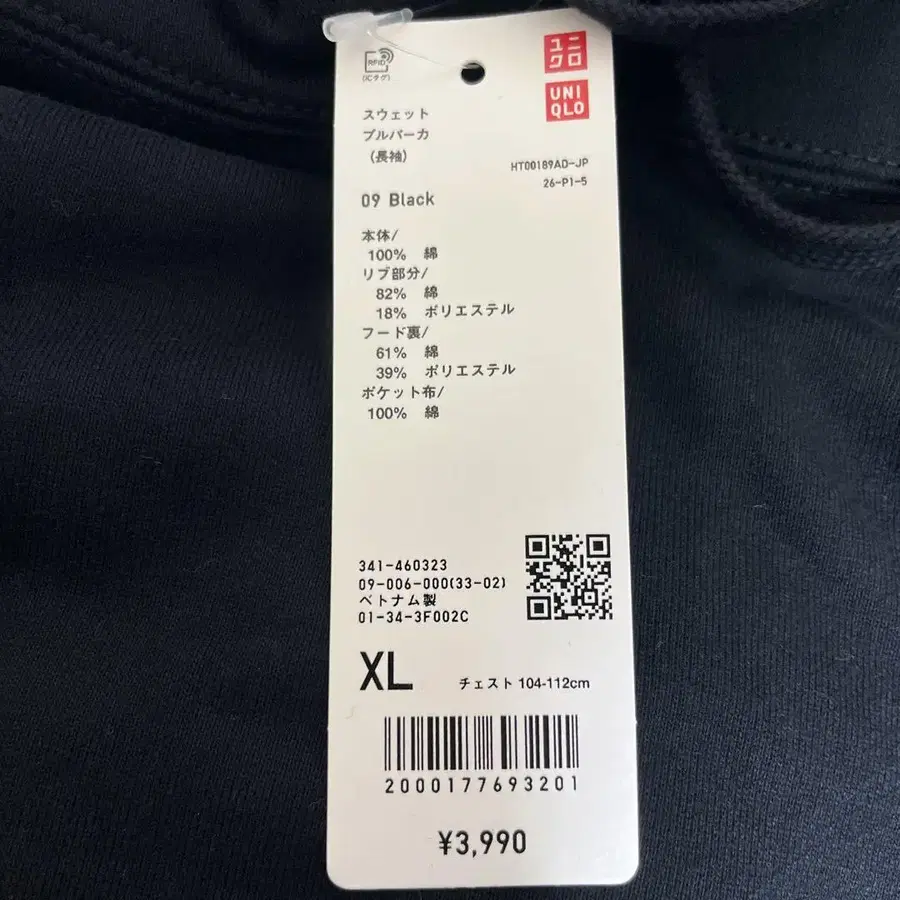 RFID
(ICタグ)
ユニ
クロ
UNI
QLO
スウェット
プルパーカ
(長袖)
HT00189AD-JP
26-P1-5
09 Black
本体/
100% 綿
リブ部分/
82% 綿
18% ポリエステル
フード裏/
61% 綿
39% ポリエステル
ポケット布/
100% 綿
341-460323
09-006-000(33-02)
ベトナム製
01-34-3F002C
XL
チェスト 104-112cm
2000177693201
¥3,990